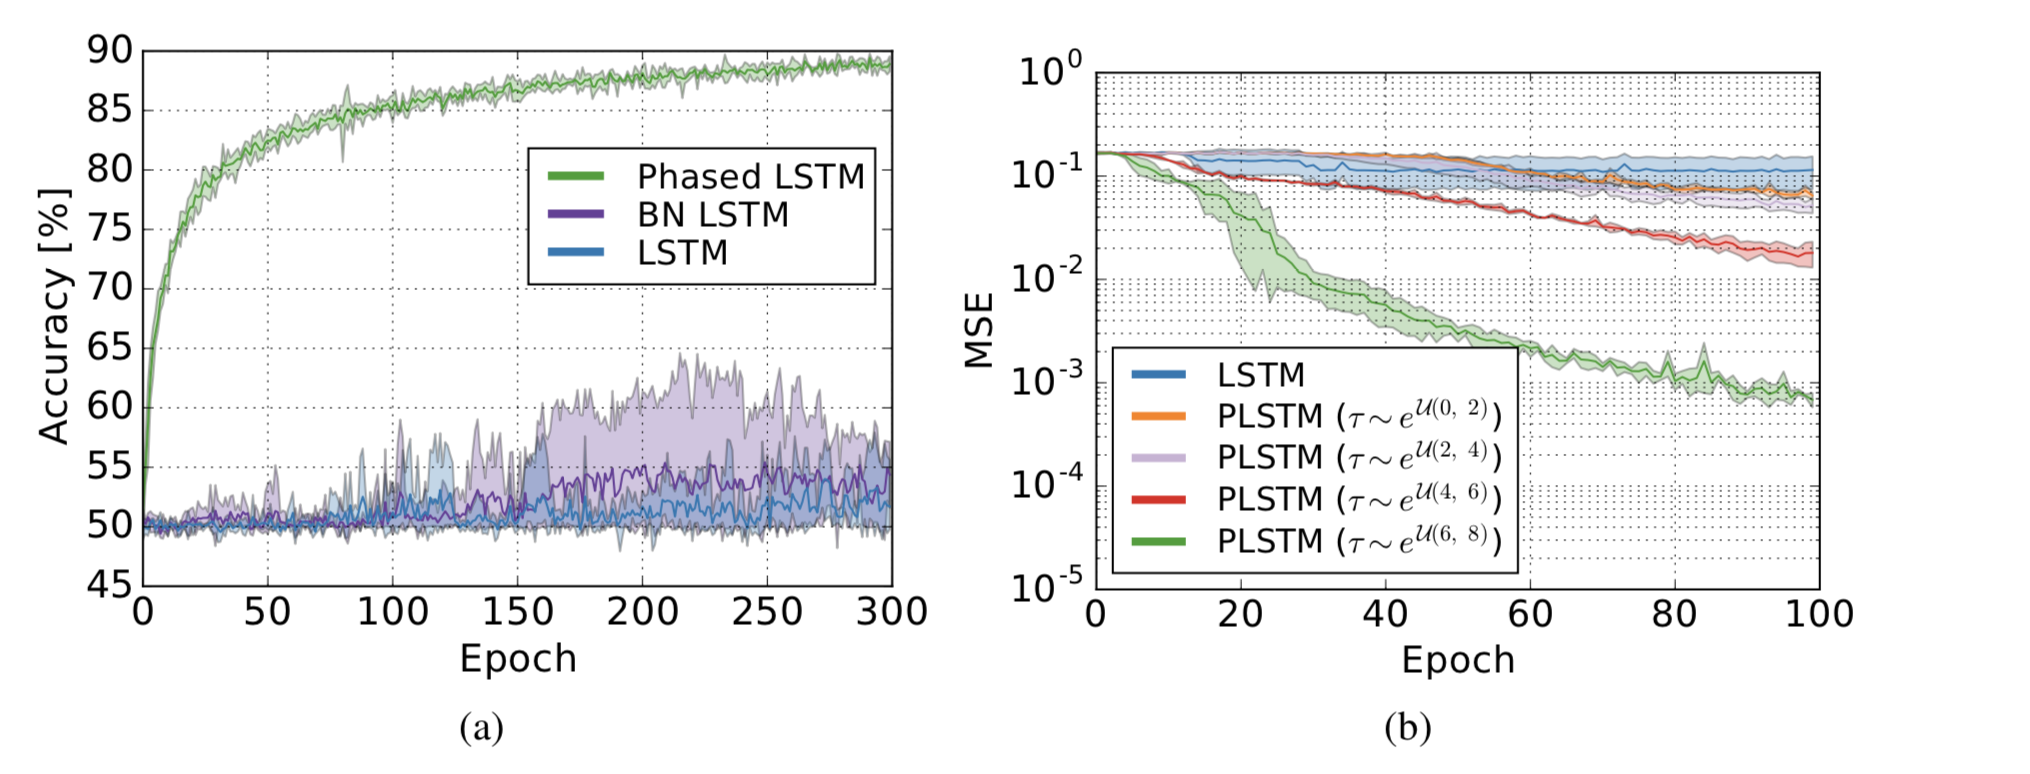 90
85
80
75
70
65
60
55
50
45
Accuracy [%]
Phased LSTM
BN LSTM
LSTM
0 50 100 150 200 250 300
Epoch
(a)
10^0
10^-1
10^-2
10^-3
10^-4
10^-5
MSE
LSTM
PLSTM (τ ~ e^{𝒰(0, 2)})
PLSTM (τ ~ e^{𝒰(2, 4)})
PLSTM (τ ~ e^{𝒰(4, 6)})
PLSTM (τ ~ e^{𝒰(6, 8)})
0 20 40 60 80 100
Epoch
(b)